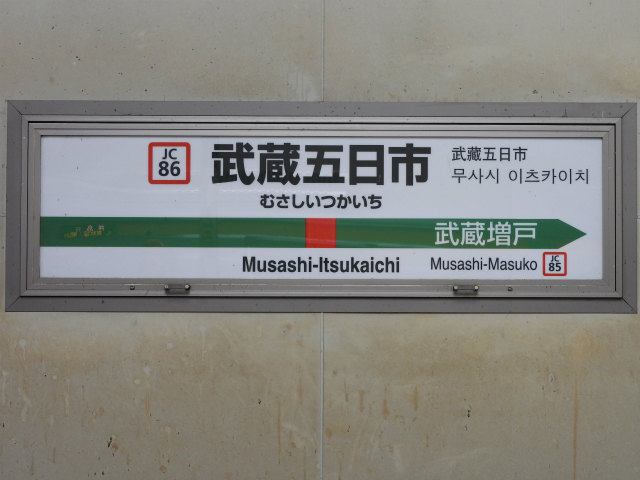 JC
86
武蔵五日市
むさしいつかいち
武藏五日市
무사시 이츠카이치
武蔵増戸
Musashi-Itsukaichi
Musashi-Masuko
JC
85